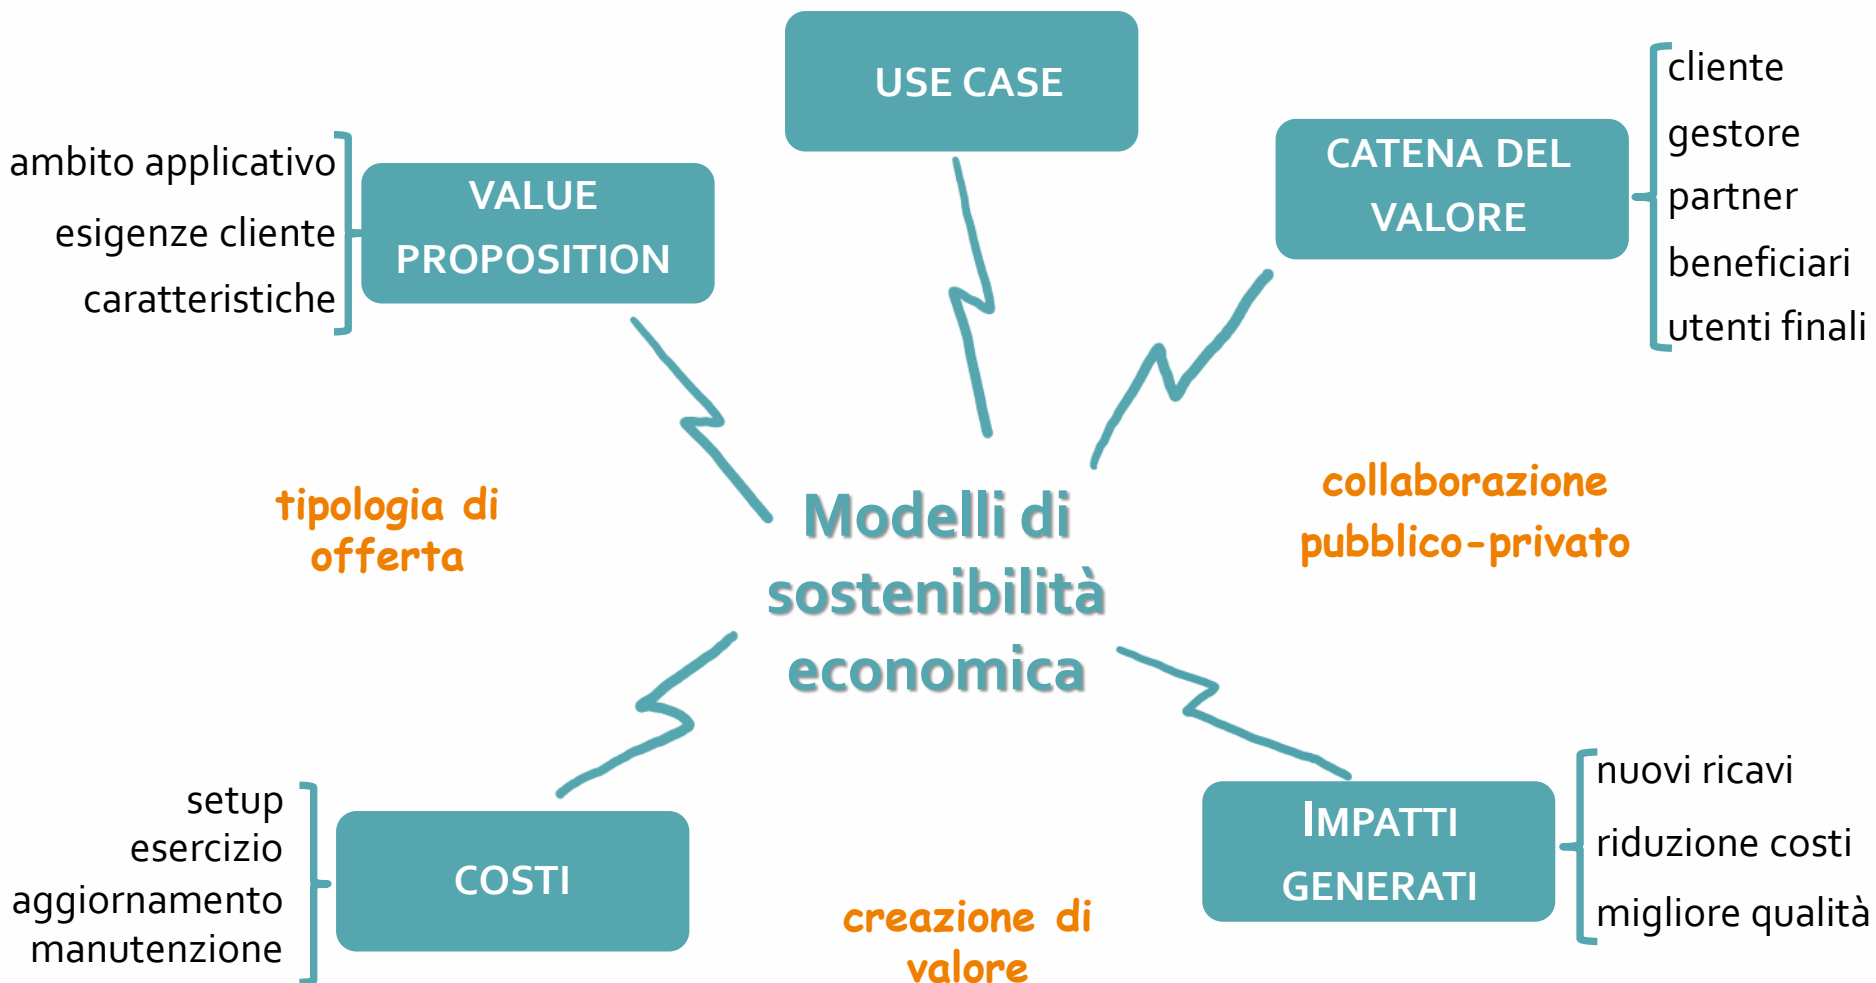 USE CASE
ambito applicativo
esigenze cliente
caratteristiche
VALUE
PROPOSITION
CATENA DEL
VALORE
cliente
gestore
partner
beneficiari
utenti finali
tipologia di
offerta
Modelli di
sostenibilità
economica
collaborazione
pubblico-privato
setup
esercizio
aggiornamento
manutenzione
COSTI
creazione di
valore
IMPATTI
GENERATI
nuovi ricavi
riduzione costi
migliore qualità